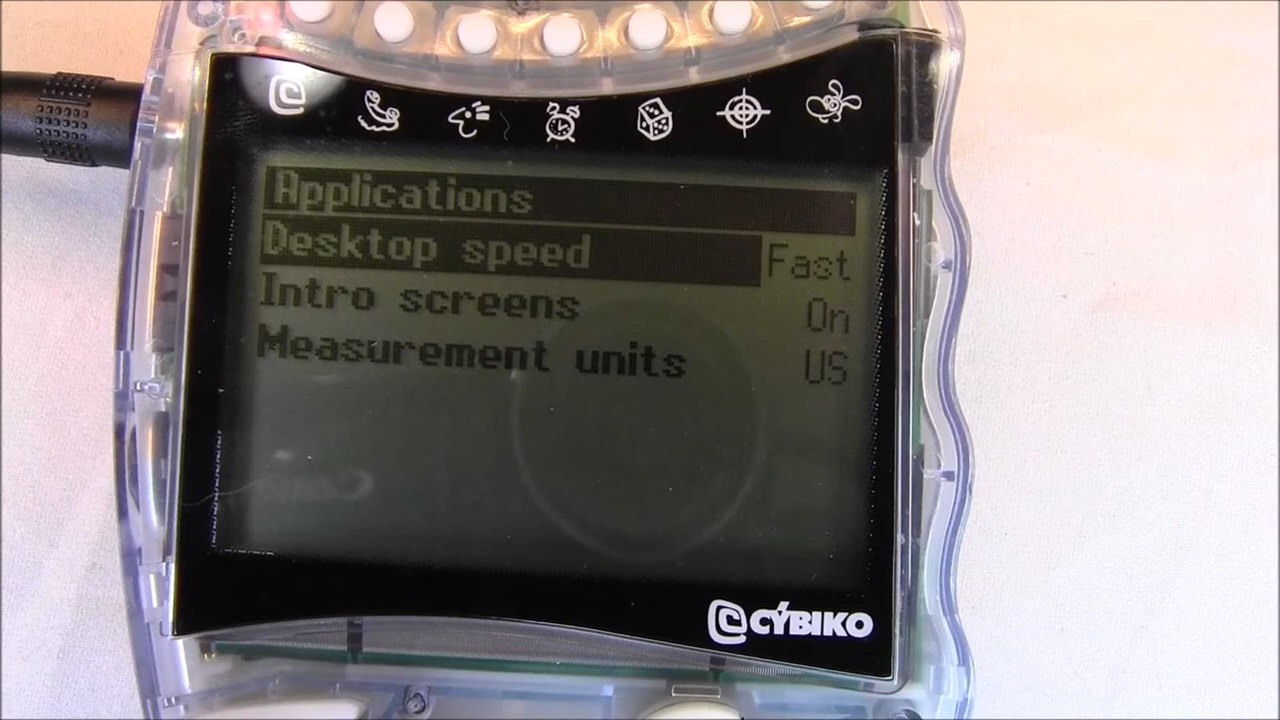 Applications
Desktop speed Fast
Intro screens On
Measurement units US
CYBIKO